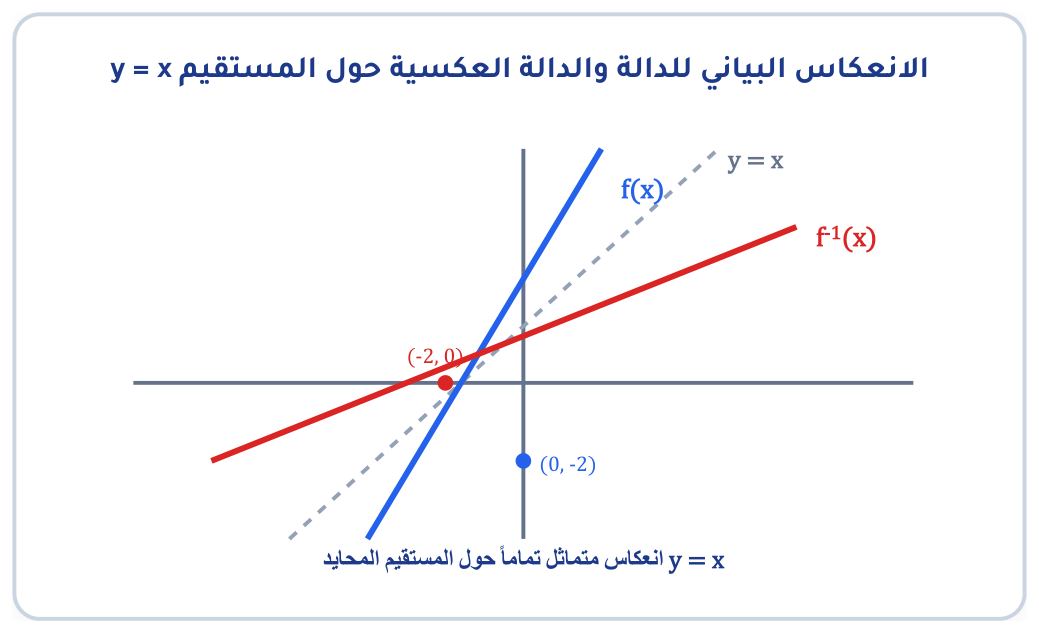 الانعكاس البياني للدالة والدالة العكسية حول المستقيم y = x
y = x
f(x)
f⁻¹(x)
(-2, 0)
(0, -2)
انعكاس متماثل تماماً حول المستقيم المحايد y = x